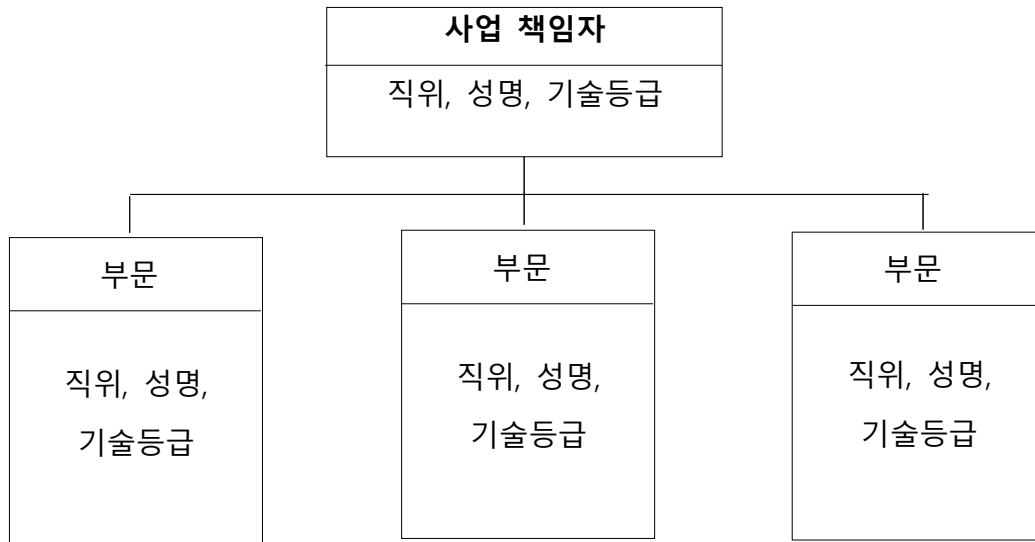 사업 책임자
직위, 성명, 기술등급
부문
직위, 성명,
기술등급
부문
직위, 성명,
기술등급
부문
직위, 성명,
기술등급